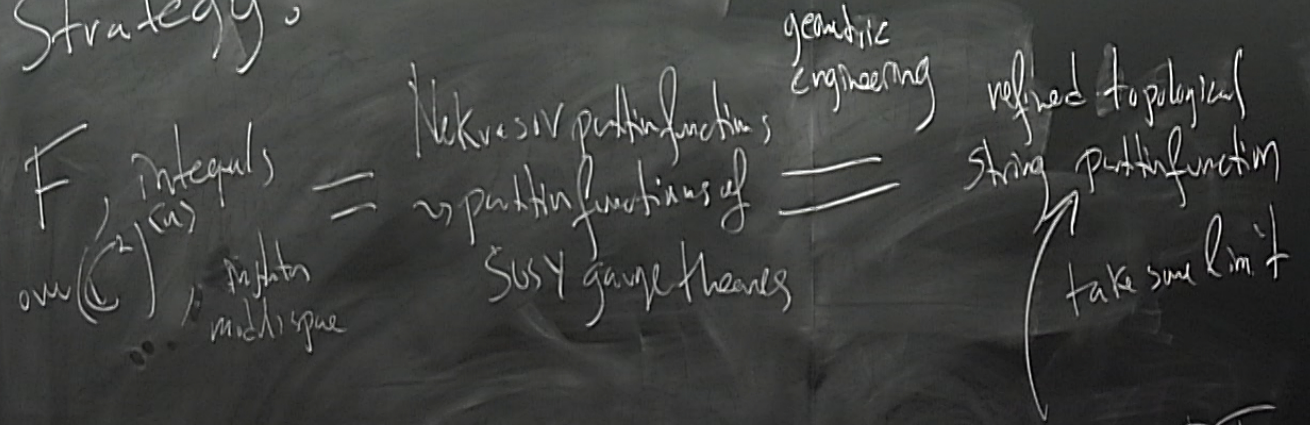 Strategy:
F, integrals
over (C²)^(n), instanton
moduli space
=
Nekrasov partition functions
⇝ partition functions of
SUSY gauge theories
geometric
engineering
=
refined topological
string partition function
take some limit